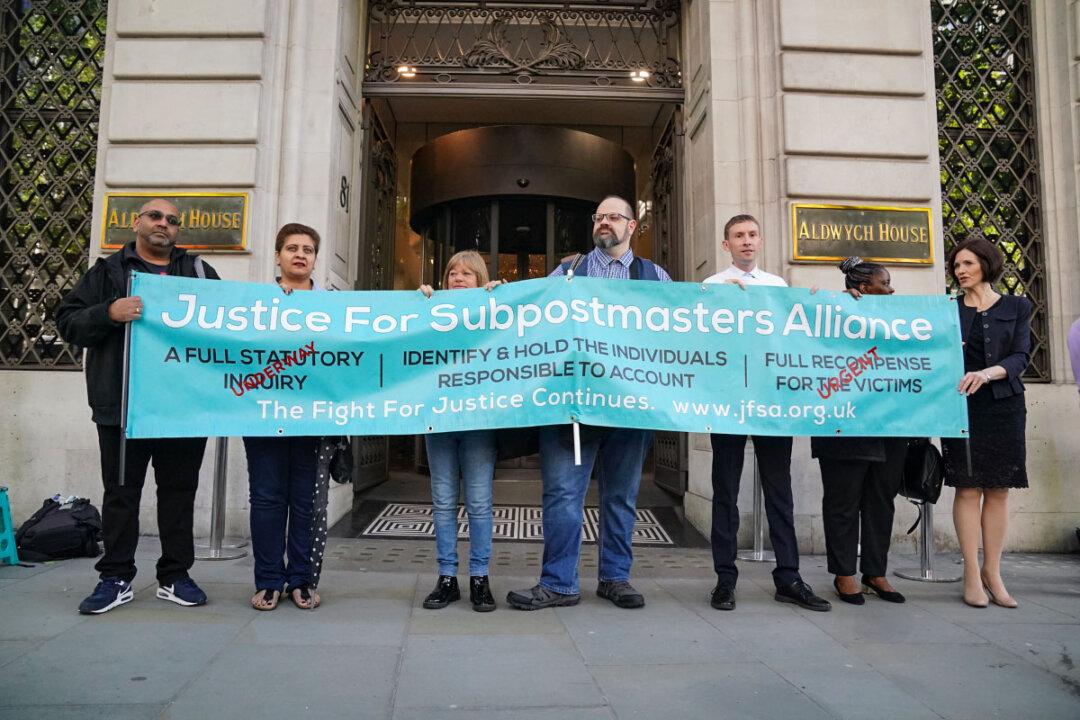 81
ALDWYCH HOUSE
ALDWYCH HOUSE
Justice For Subpostmasters Alliance
A FULL STATUTORY
INQUIRY
UNDERWAY
IDENTIFY & HOLD THE INDIVIDUALS
RESPONSIBLE TO ACCOUNT
FULL RECOMPENSE
FOR THE VICTIMS
URGENT
The Fight For Justice Continues. www.jfsa.org.uk